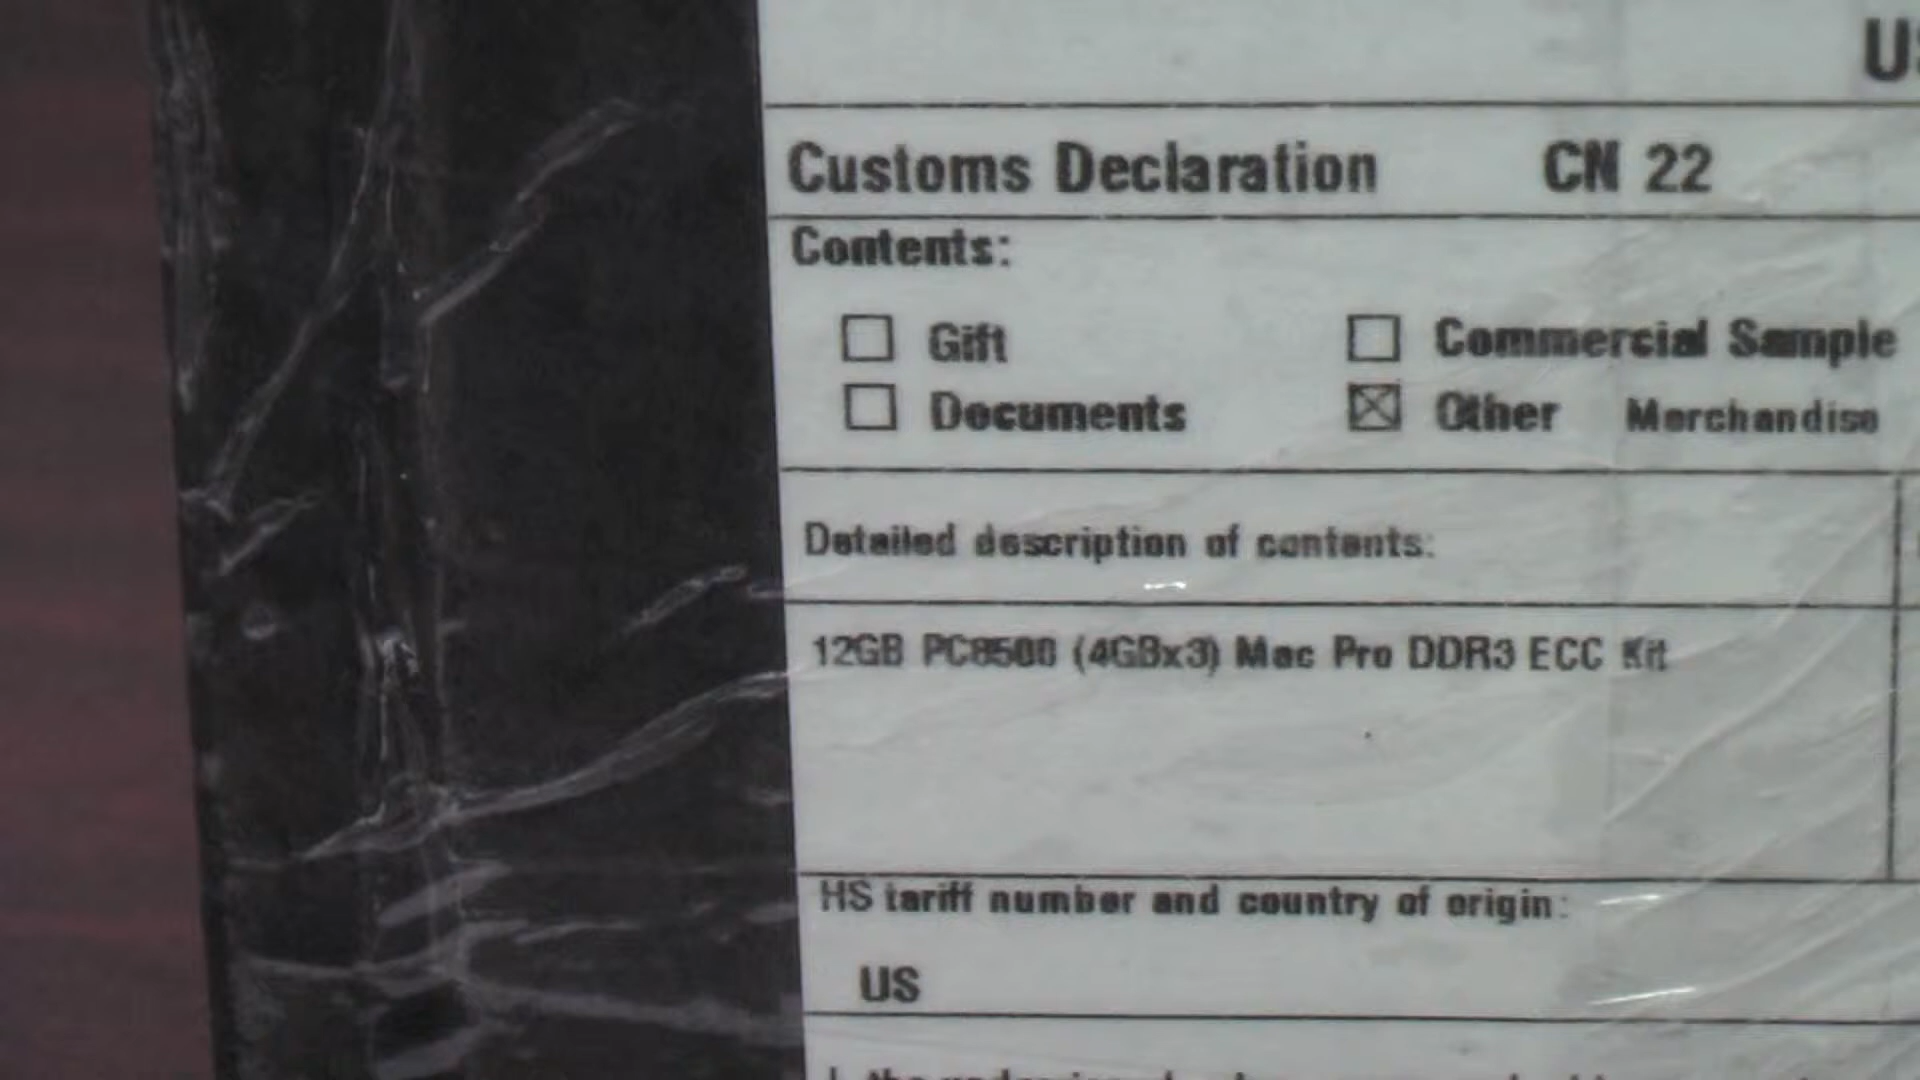 Customs Declaration CN 22
Contents:
Gift Commercial Sample
Documents Other Merchandise
Detailed description of contents:
12GB PC8500 (4GBx3) Mac Pro DDR3 ECC Kit
HS tariff number and country of origin:
US